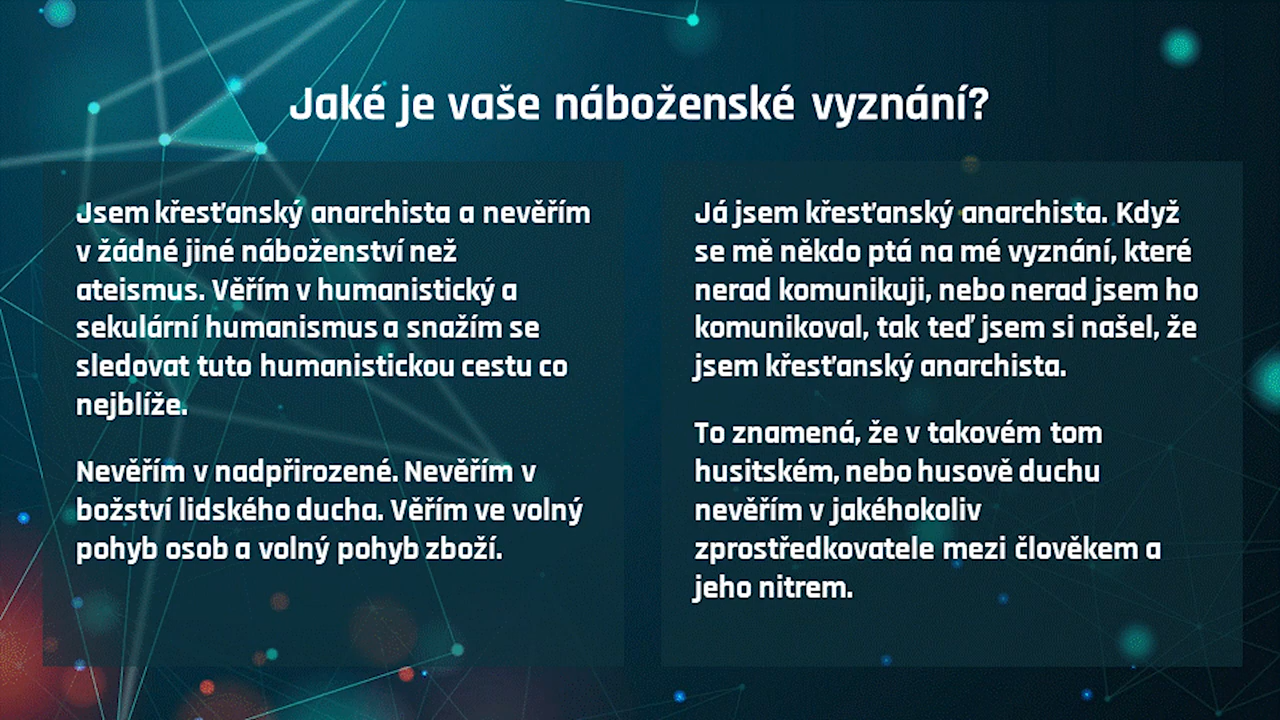 Jaké je vaše náboženské vyznání?
Jsem křesťanský anarchista a nevěřím
v žádné jiné náboženství než
ateismus. Věřím v humanistický a
sekulární humanismus a snažím se
sledovat tuto humanistickou cestu co
nejblíže.
Nevěřím v nadpřirozené. Nevěřím v
božství lidského ducha. Věřím ve volný
pohyb osob a volný pohyb zboží.
Já jsem křesťanský anarchista. Když
se mě někdo ptá na mé vyznání, které
nerad komunikuji, nebo nerad jsem ho
komunikoval, tak teď jsem si našel, že
jsem křesťanský anarchista.
To znamená, že v takovém tom
husitském, nebo husově duchu
nevěřím v jakéhokoliv
zprostředkovatele mezi člověkem a
jeho nitrem.